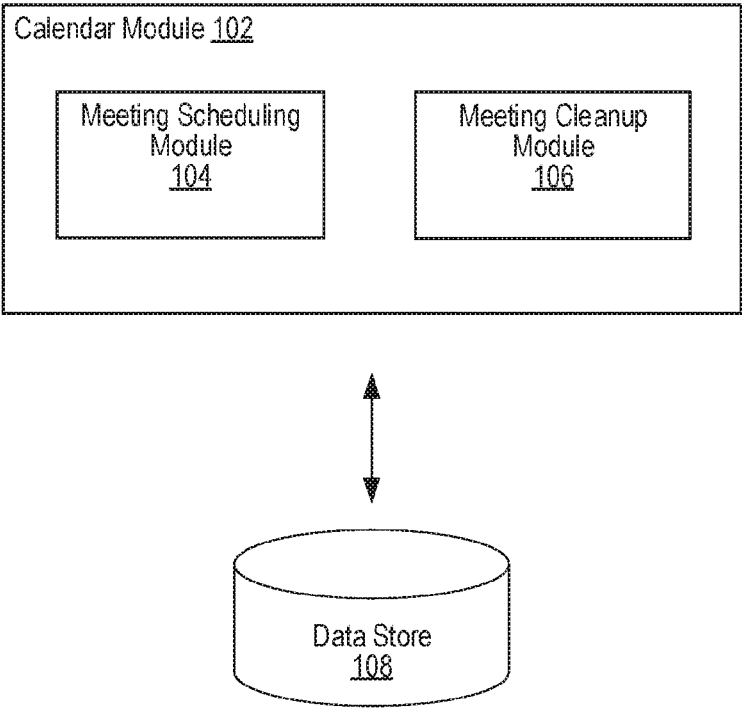 Calendar Module 102
Meeting Scheduling
Module
104
Meeting Cleanup
Module
106
Data Store
108